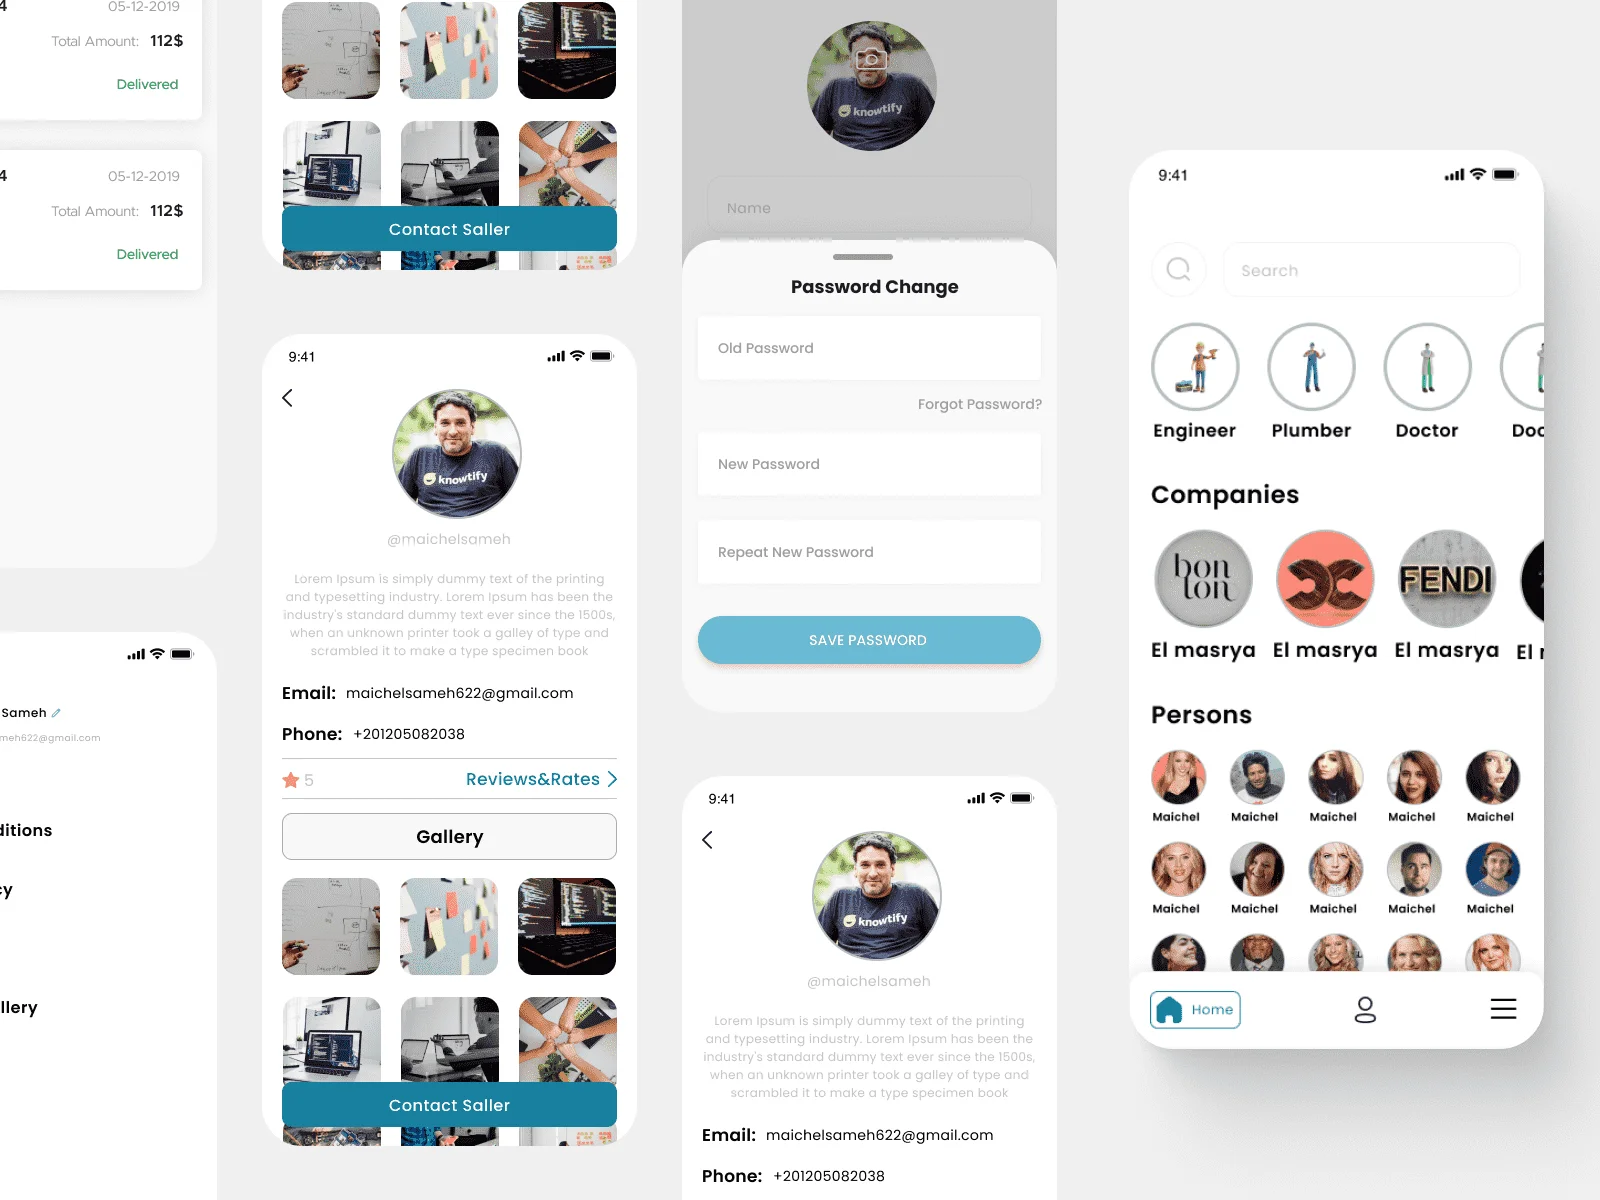 4
05-12-2019
Total Amount: 112$
Delivered
4
05-12-2019
Total Amount: 112$
Delivered
Sameh
meh622@gmail.com
ditions
cy
llery
Contact Saller
9:41
knowtify
@maichelsameh
Lorem Ipsum is simply dummy text of the printing
and typesetting industry. Lorem Ipsum has been the
industry's standard dummy text ever since the 1500s,
when an unknown printer took a galley of type and
scrambled it to make a type specimen book
Email: maichelsameh622@gmail.com
Phone: +201205082038
5
Reviews&Rates
Gallery
Contact Saller
knowtify
Name
Password Change
Old Password
Forgot Password?
New Password
Repeat New Password
SAVE PASSWORD
9:41
knowtify
@maichelsameh
Lorem Ipsum is simply dummy text of the printing
and typesetting industry. Lorem Ipsum has been the
industry's standard dummy text ever since the 1500s,
when an unknown printer took a galley of type and
scrambled it to make a type specimen book
Email: maichelsameh622@gmail.com
Phone: +201205082038
9:41
Search
Engineer Plumber Doctor Doc
Companies
bon
ton
FENDI
El masrya El masrya El masrya El
Persons
Maichel Maichel Maichel Maichel Maichel
Maichel Maichel Maichel Maichel Maichel
Home